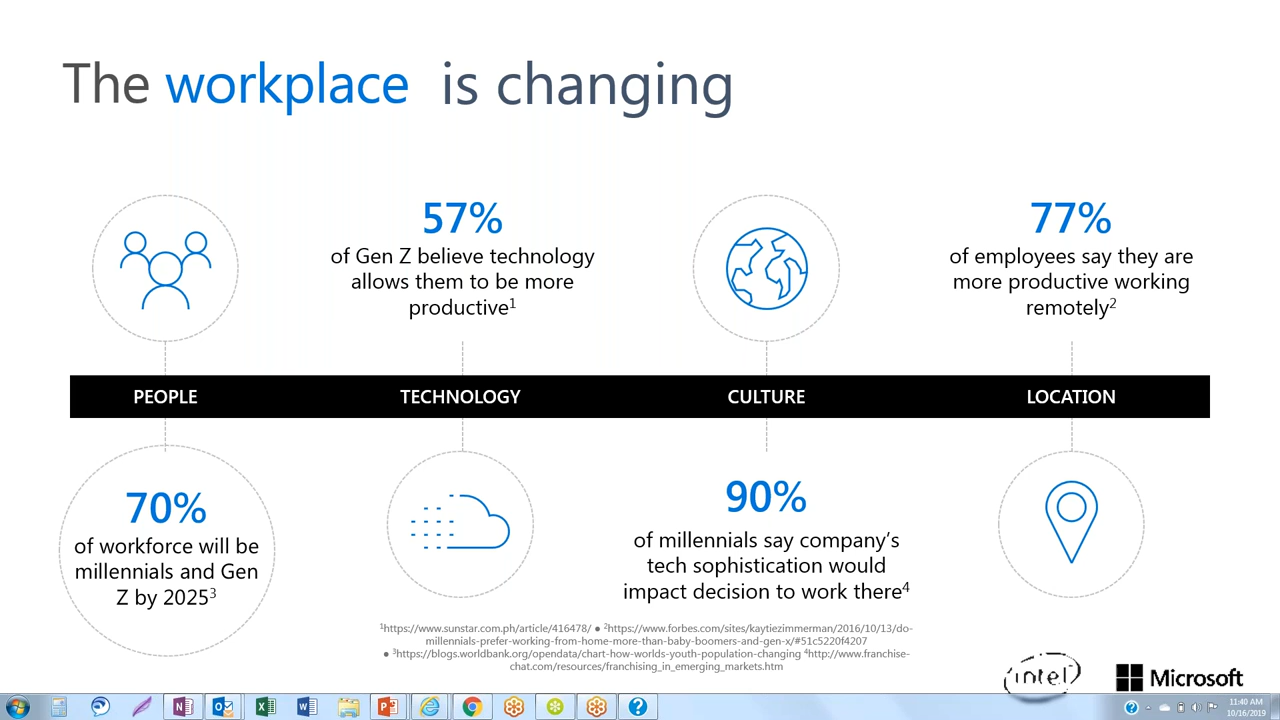 The workplace is changing
57%
of Gen Z believe technology
allows them to be more
productive1
77%
of employees say they are
more productive working
remotely2
PEOPLE
TECHNOLOGY
CULTURE
LOCATION
70%
of workforce will be
millennials and Gen
Z by 20253
90%
of millennials say company's
tech sophistication would
impact decision to work there4
1https://www.sunstar.com.ph/article/416478/ ● 2https://www.forbes.com/sites/kaytiezimmerman/2016/10/13/do-
millennials-prefer-working-from-home-more-than-baby-boomers-and-gen-x/#51c5220f4207
● 3https://blogs.worldbank.org/opendata/chart-how-worlds-youth-population-changing 4http://www.franchise-
chat.com/resources/franchising_in_emerging_markets.htm
intel
Microsoft
11:40 AM
10/16/2019